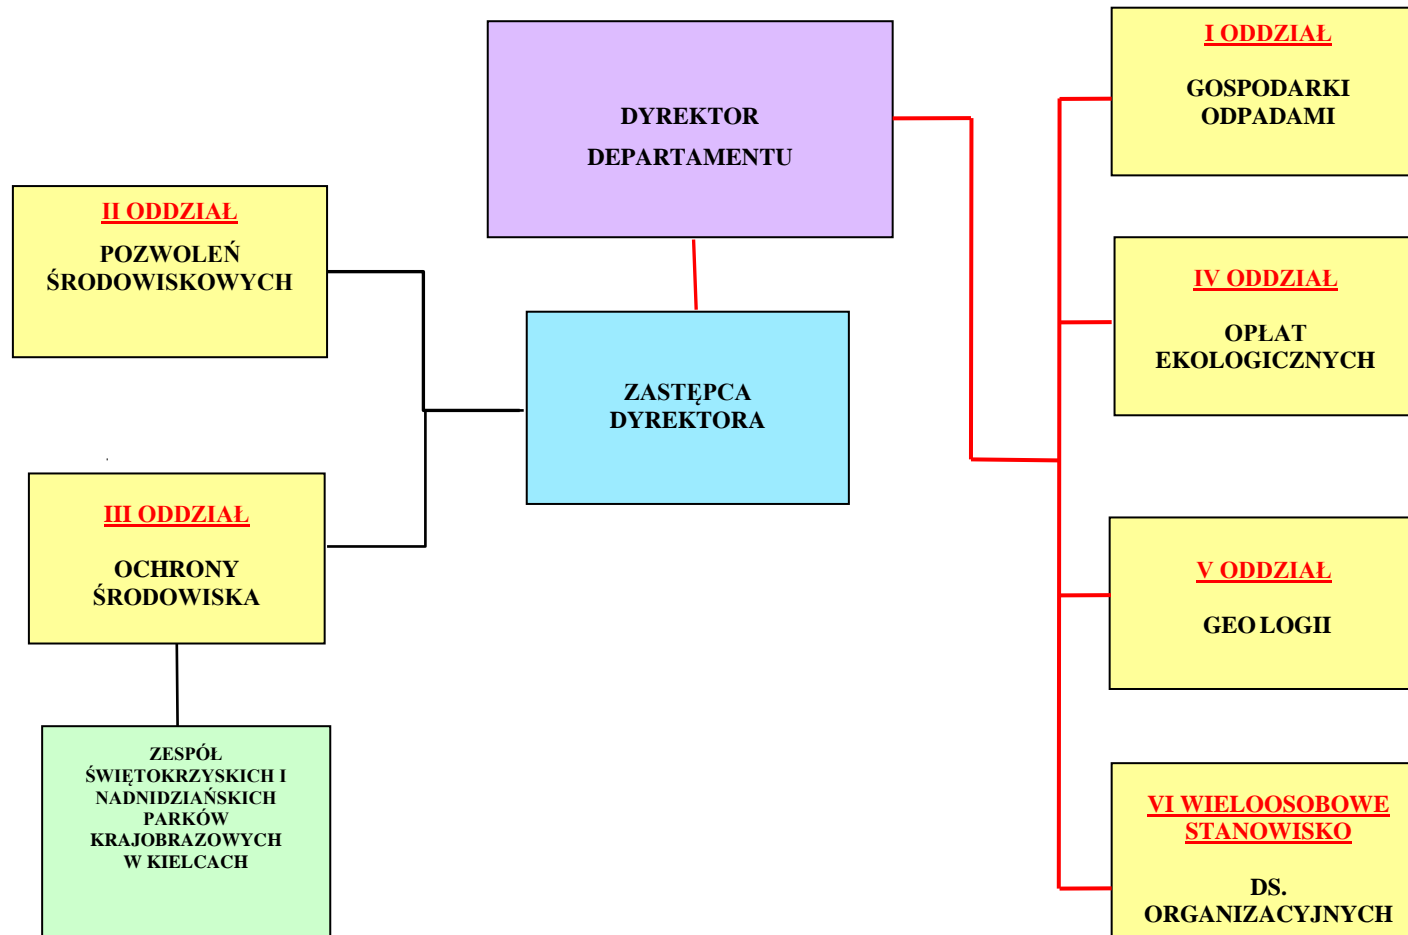 DYREKTOR
DEPARTAMENTU
ZASTĘPCA
DYREKTORA
II ODDZIAŁ
POZWOLEŃ
ŚRODOWISKOWYCH
III ODDZIAŁ
OCHRONY
ŚRODOWISKA
ZESPÓŁ
ŚWIĘTOKRZYSKICH I
NADNIDZIAŃSKICH
PARKÓW
KRAJOBRAZOWYCH
W KIELCACH
I ODDZIAŁ
GOSPODARKI
ODPADAMI
IV ODDZIAŁ
OPŁAT
EKOLOGICZNYCH
V ODDZIAŁ
GEO LOGII
VI WIELOOSOBOWE
STANOWISKO
DS.
ORGANIZACYJNYCH